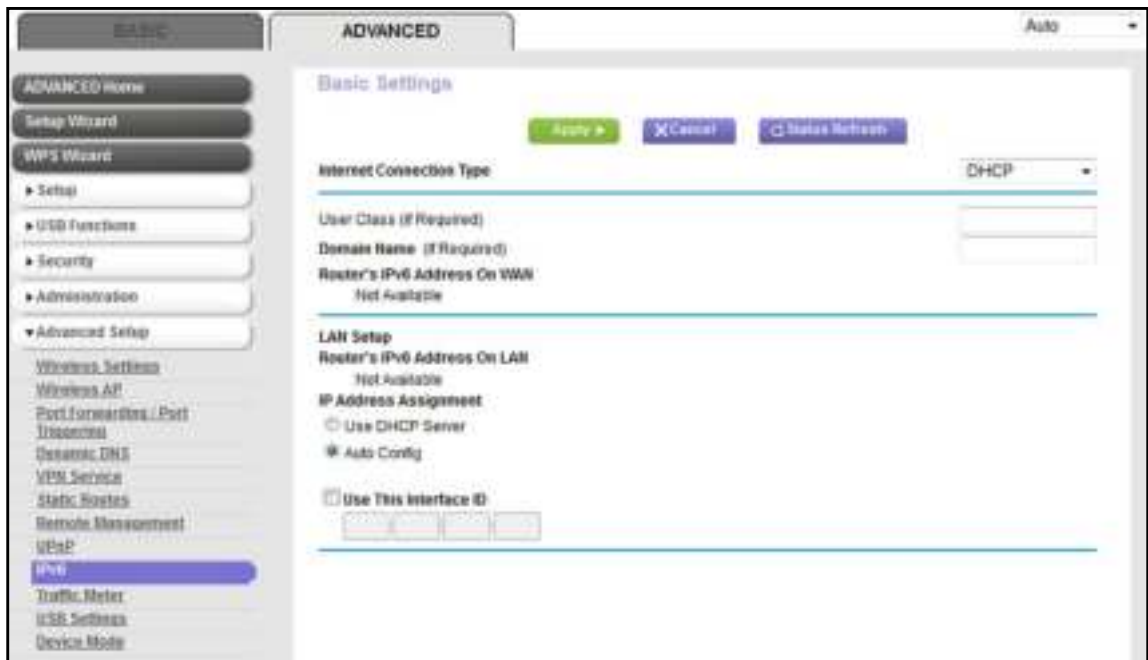 BASIC
ADVANCED
Auto
ADVANCED Home
Setup Wizard
WPS Wizard
Setup
USB Functions
Security
Administration
Advanced Setup
Wireless Settings
Wireless AP
Port Forwarding / Port
Triggering
Dynamic DNS
VPN Service
Static Routes
Remote Management
UPnP
IPv6
Traffic Meter
USB Settings
Device Mode
Basic Settings
Apply
Cancel
Status Refresh
Internet Connection Type
DHCP
User Class (If Required)
Domain Name (If Required)
Router's IPv6 Address On WAN
Not Available
LAN Setup
Router's IPv6 Address On LAN
Not Available
IP Address Assignment
Use DHCP Server
Auto Config
Use This Interface ID